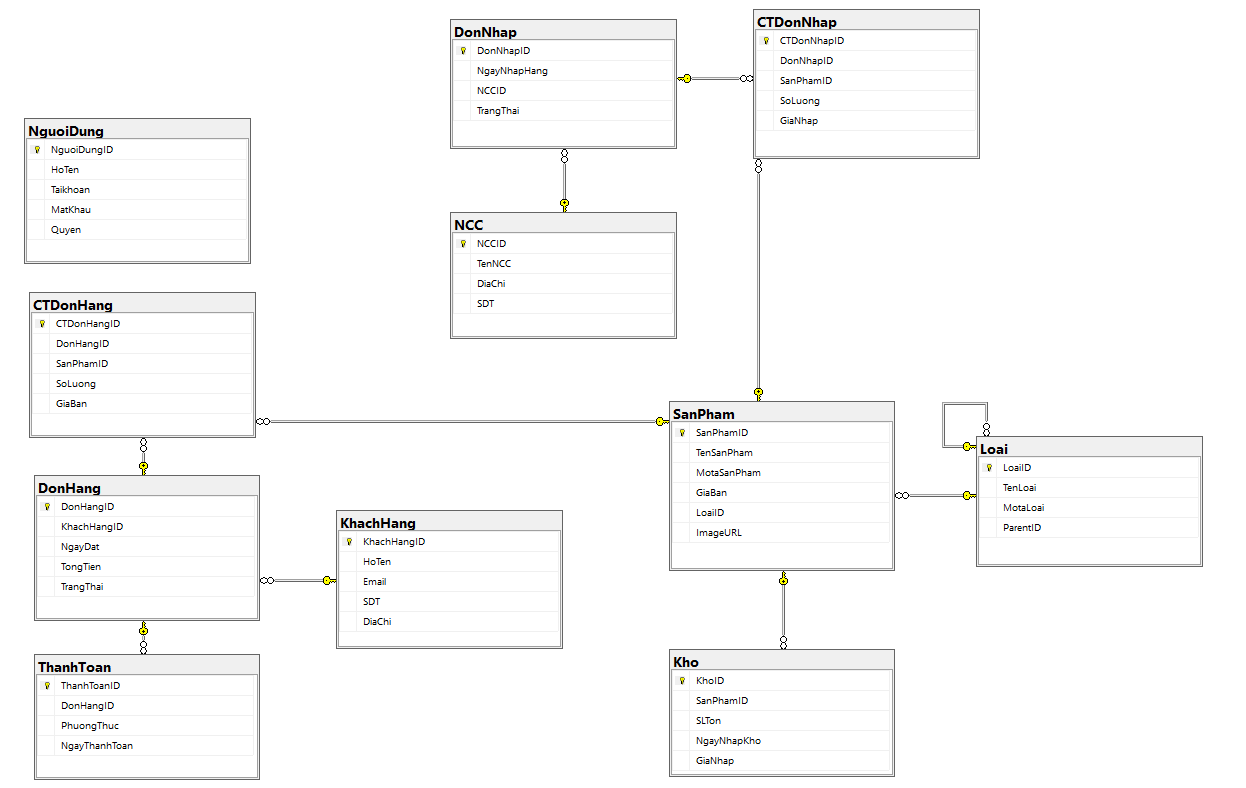 DonNhap
DonNhapID
NgayNhapHang
NCCID
TrangThai
CTDonNhap
CTDonNhapID
DonNhapID
SanPhamID
SoLuong
GiaNhap
NguoiDung
NguoiDungID
HoTen
Taikhoan
MatKhau
Quyen
NCC
NCCID
TenNCC
DiaChi
SDT
CTDonHang
CTDonHangID
DonHangID
SanPhamID
SoLuong
GiaBan
SanPham
SanPhamID
TenSanPham
MotaSanPham
GiaBan
LoaiID
ImageURL
Loai
LoaiID
TenLoai
MotaLoai
ParentID
DonHang
DonHangID
KhachHangID
NgayDat
TongTien
TrangThai
KhachHang
KhachHangID
HoTen
Email
SDT
DiaChi
ThanhToan
ThanhToanID
DonHangID
PhuongThuc
NgayThanhToan
Kho
KhoID
SanPhamID
SLTon
NgayNhapKho
GiaNhap